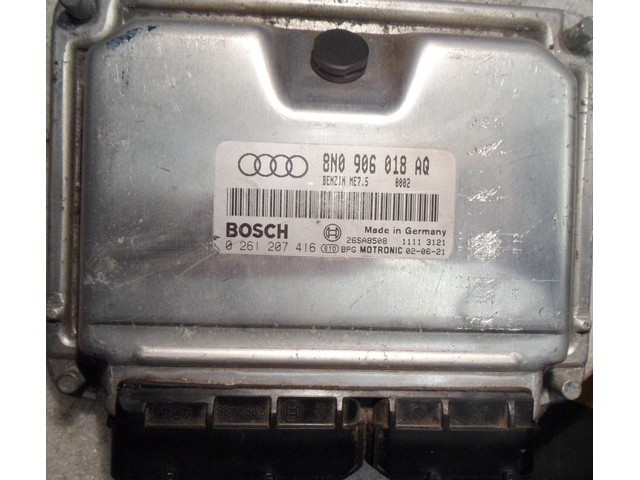 8N0 906 018 AQ
BENZIN ME7.5 0002
BOSCH Made in Germany
26SA8508 1111 3121
0 261 207 416 810 BPG MOTRONIC 02-06-21